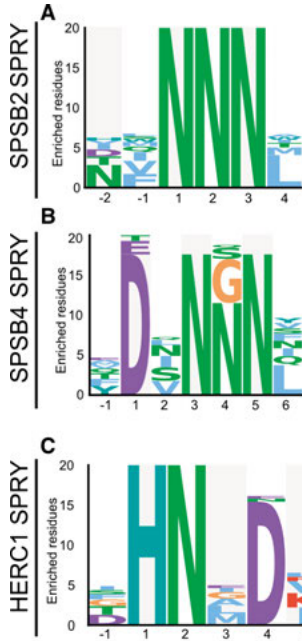 A
SPSB2 SPRY
Enriched residues
20
15
10
5
0
N N N
D
N
L
-2 -1 1 2 3 4
B
SPSB4 SPRY
Enriched residues
20
15
10
5
0
E
D
N
S
V
N
S
G
N
N
L
-1 1 2 3 4 5 6
C
HERC1 SPRY
Enriched residues
20
15
10
5
0
D
H N
M
N
D
-1 1 2 3 4